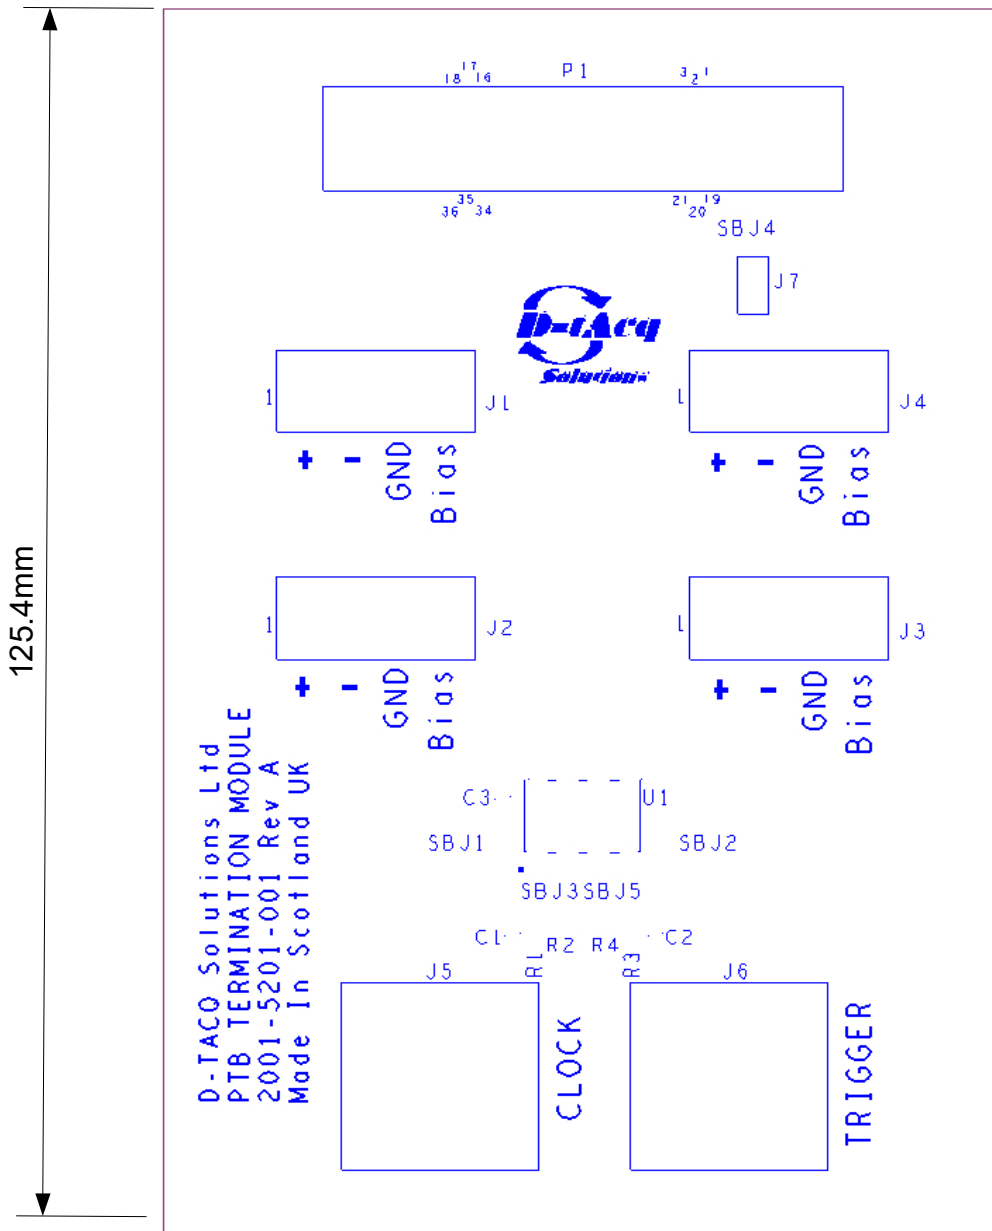 17
18 16
P1
3 2 1
36 35 34
21 20 19
SBJ4
J7
D-tAcq
Solutions
1
J1
1
J4
+ - GND Bias
+ - GND Bias
125.4mm
1
J2
1
J3
+ - GND Bias
+ - GND Bias
D-TACQ Solutions Ltd
PTB TERMINATION MODULE
2001-5201-001 Rev A
Made In Scotland UK
C3
U1
SBJ1
SBJ2
SBJ3
SBJ5
C1
R2
R4
C2
R1
R3
J5
J6
CLOCK
TRIGGER